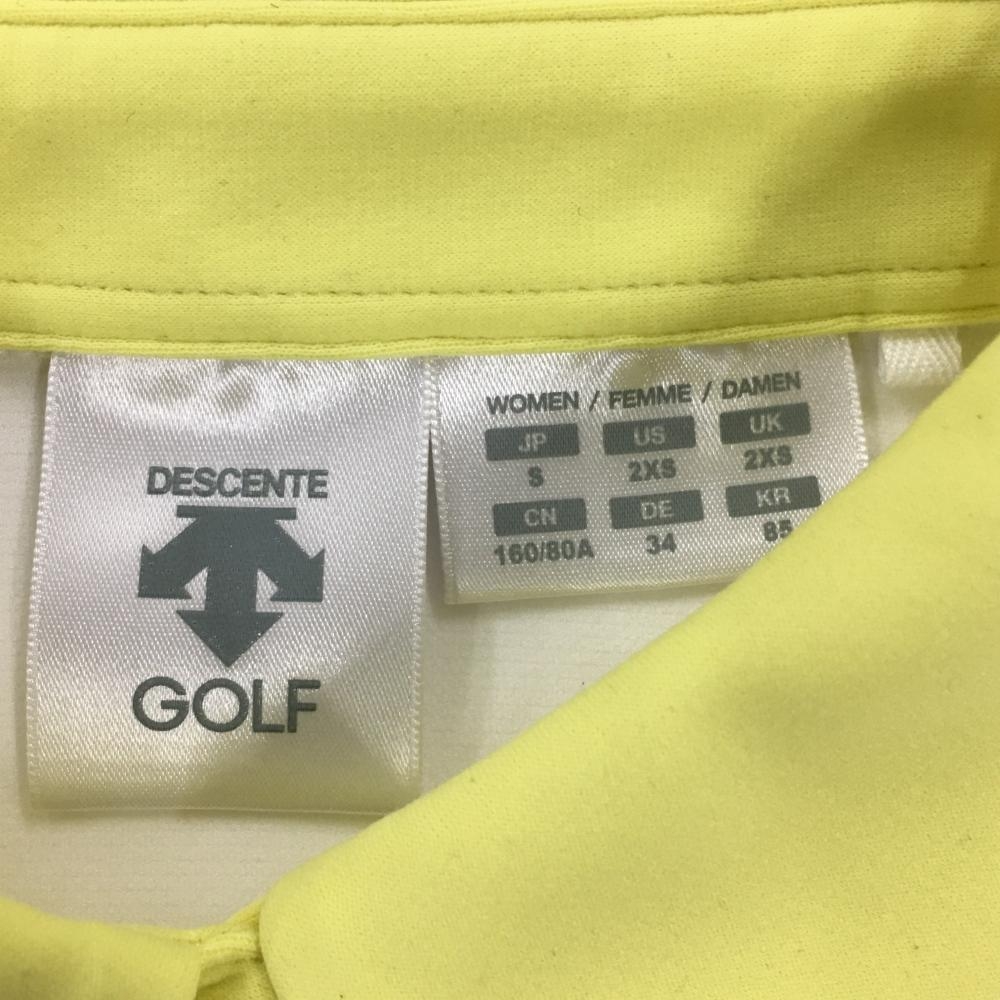 DESCENTE
GOLF
WOMEN / FEMME / DAMEN
JP US UK
S 2XS 2XS
CN DE KR
160/80A 34 85